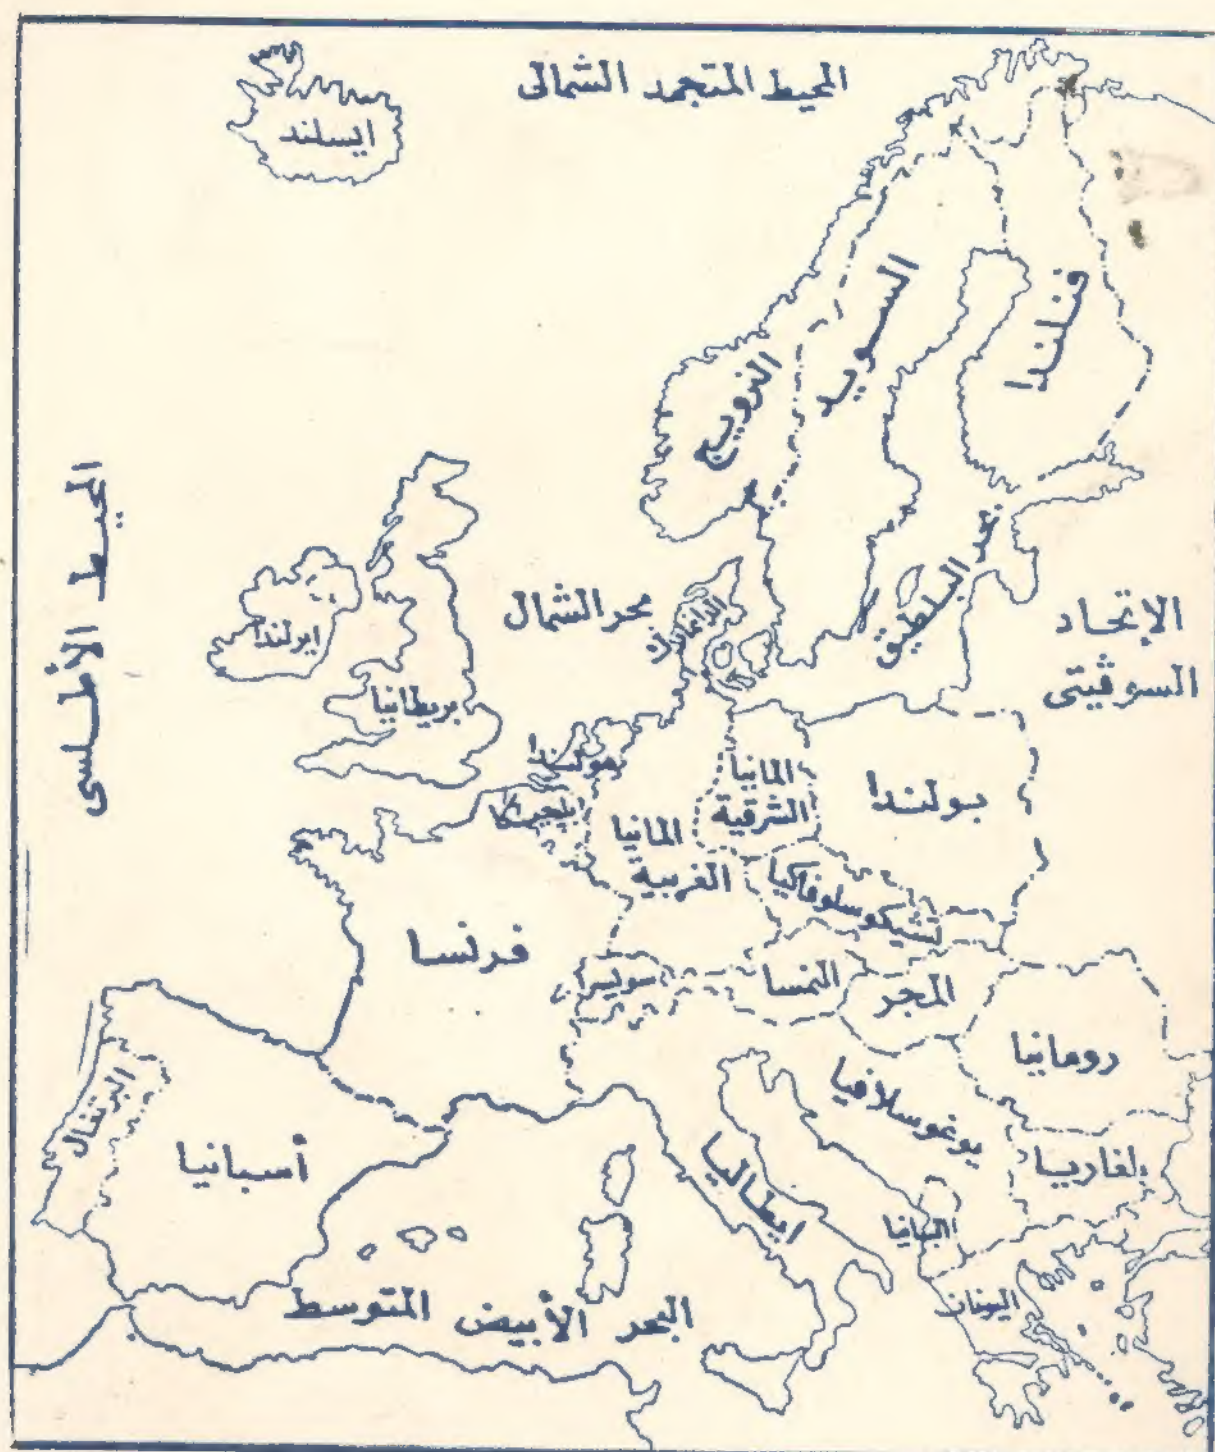 المحيط المتجمد الشمالى
ايسلند
فنلندا
السويد
النرويج
المحيط الأطلسى
بحر البلطيق
بحر الشمال
الدانمارك
ايرلندا
الإتحاد
السوڤيتى
بريطانيا
هولندا
بلجيكا
المانيا
الشرقية
بولندا
المانيا
الغربية
تشيكوسلوفاكيا
فرنسا
سويسرا
النمسا
المجر
رومانيا
يوغوسلافيا
البرتغال
أسبانيا
ايطاليا
لغاريا
البانيا
اليونان
البحر الأبيض المتوسط